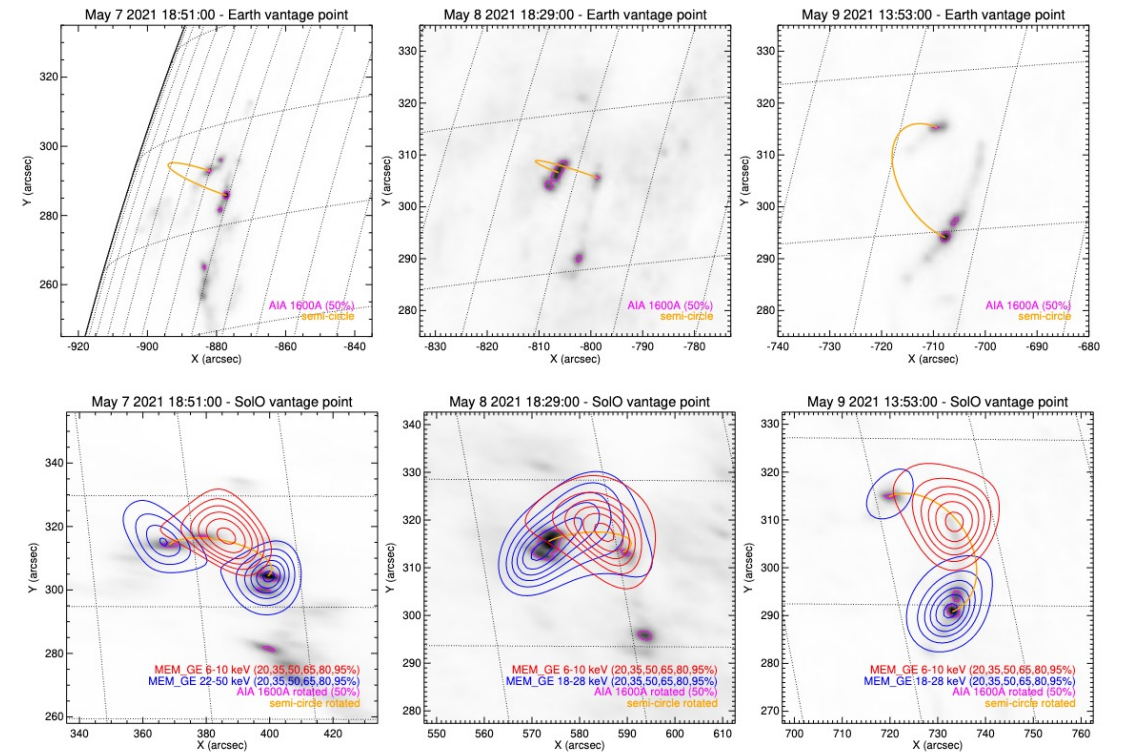 May 7 2021 18:51:00 - Earth vantage point
May 8 2021 18:29:00 - Earth vantage point
May 9 2021 13:53:00 - Earth vantage point
Y (arcsec)
320
300
280
260
AIA 1600A (50%)
semi-circle
-920 -900 -880 -860 -840
X (arcsec)
Y (arcsec)
330
320
310
300
290
280
AIA 1600A (50%)
semi-circle
-830 -820 -810 -800 -790 -780
X (arcsec)
Y (arcsec)
330
320
310
300
290
280
AIA 1600A (50%)
semi-circle
-740 -730 -720 -710 -700 -690 -680
X (arcsec)
May 7 2021 18:51:00 - SolO vantage point
May 8 2021 18:29:00 - SolO vantage point
May 9 2021 13:53:00 - SolO vantage point
Y (arcsec)
340
320
300
280
260
MEM_GE 6-10 keV (20,35,50,65,80,95%)
MEM_GE 22-50 keV (20,35,50,65,80,95%)
AIA 1600A rotated (50%)
semi-circle rotated
340 360 380 400 420
X (arcsec)
Y (arcsec)
340
330
320
310
300
290
280
MEM_GE 6-10 keV (20,35,50,65,80,95%)
MEM_GE 18-28 keV (20,35,50,65,80,95%)
AIA 1600A rotated (50%)
semi-circle rotated
550 560 570 580 590 600 610
X (arcsec)
Y (arcsec)
330
320
310
300
290
280
270
MEM_GE 6-10 keV (20,35,50,65,80,95%)
MEM_GE 18-28 keV (20,35,50,65,80,95%)
AIA 1600A rotated (50%)
semi-circle rotated
700 710 720 730 740 750 760
X (arcsec)